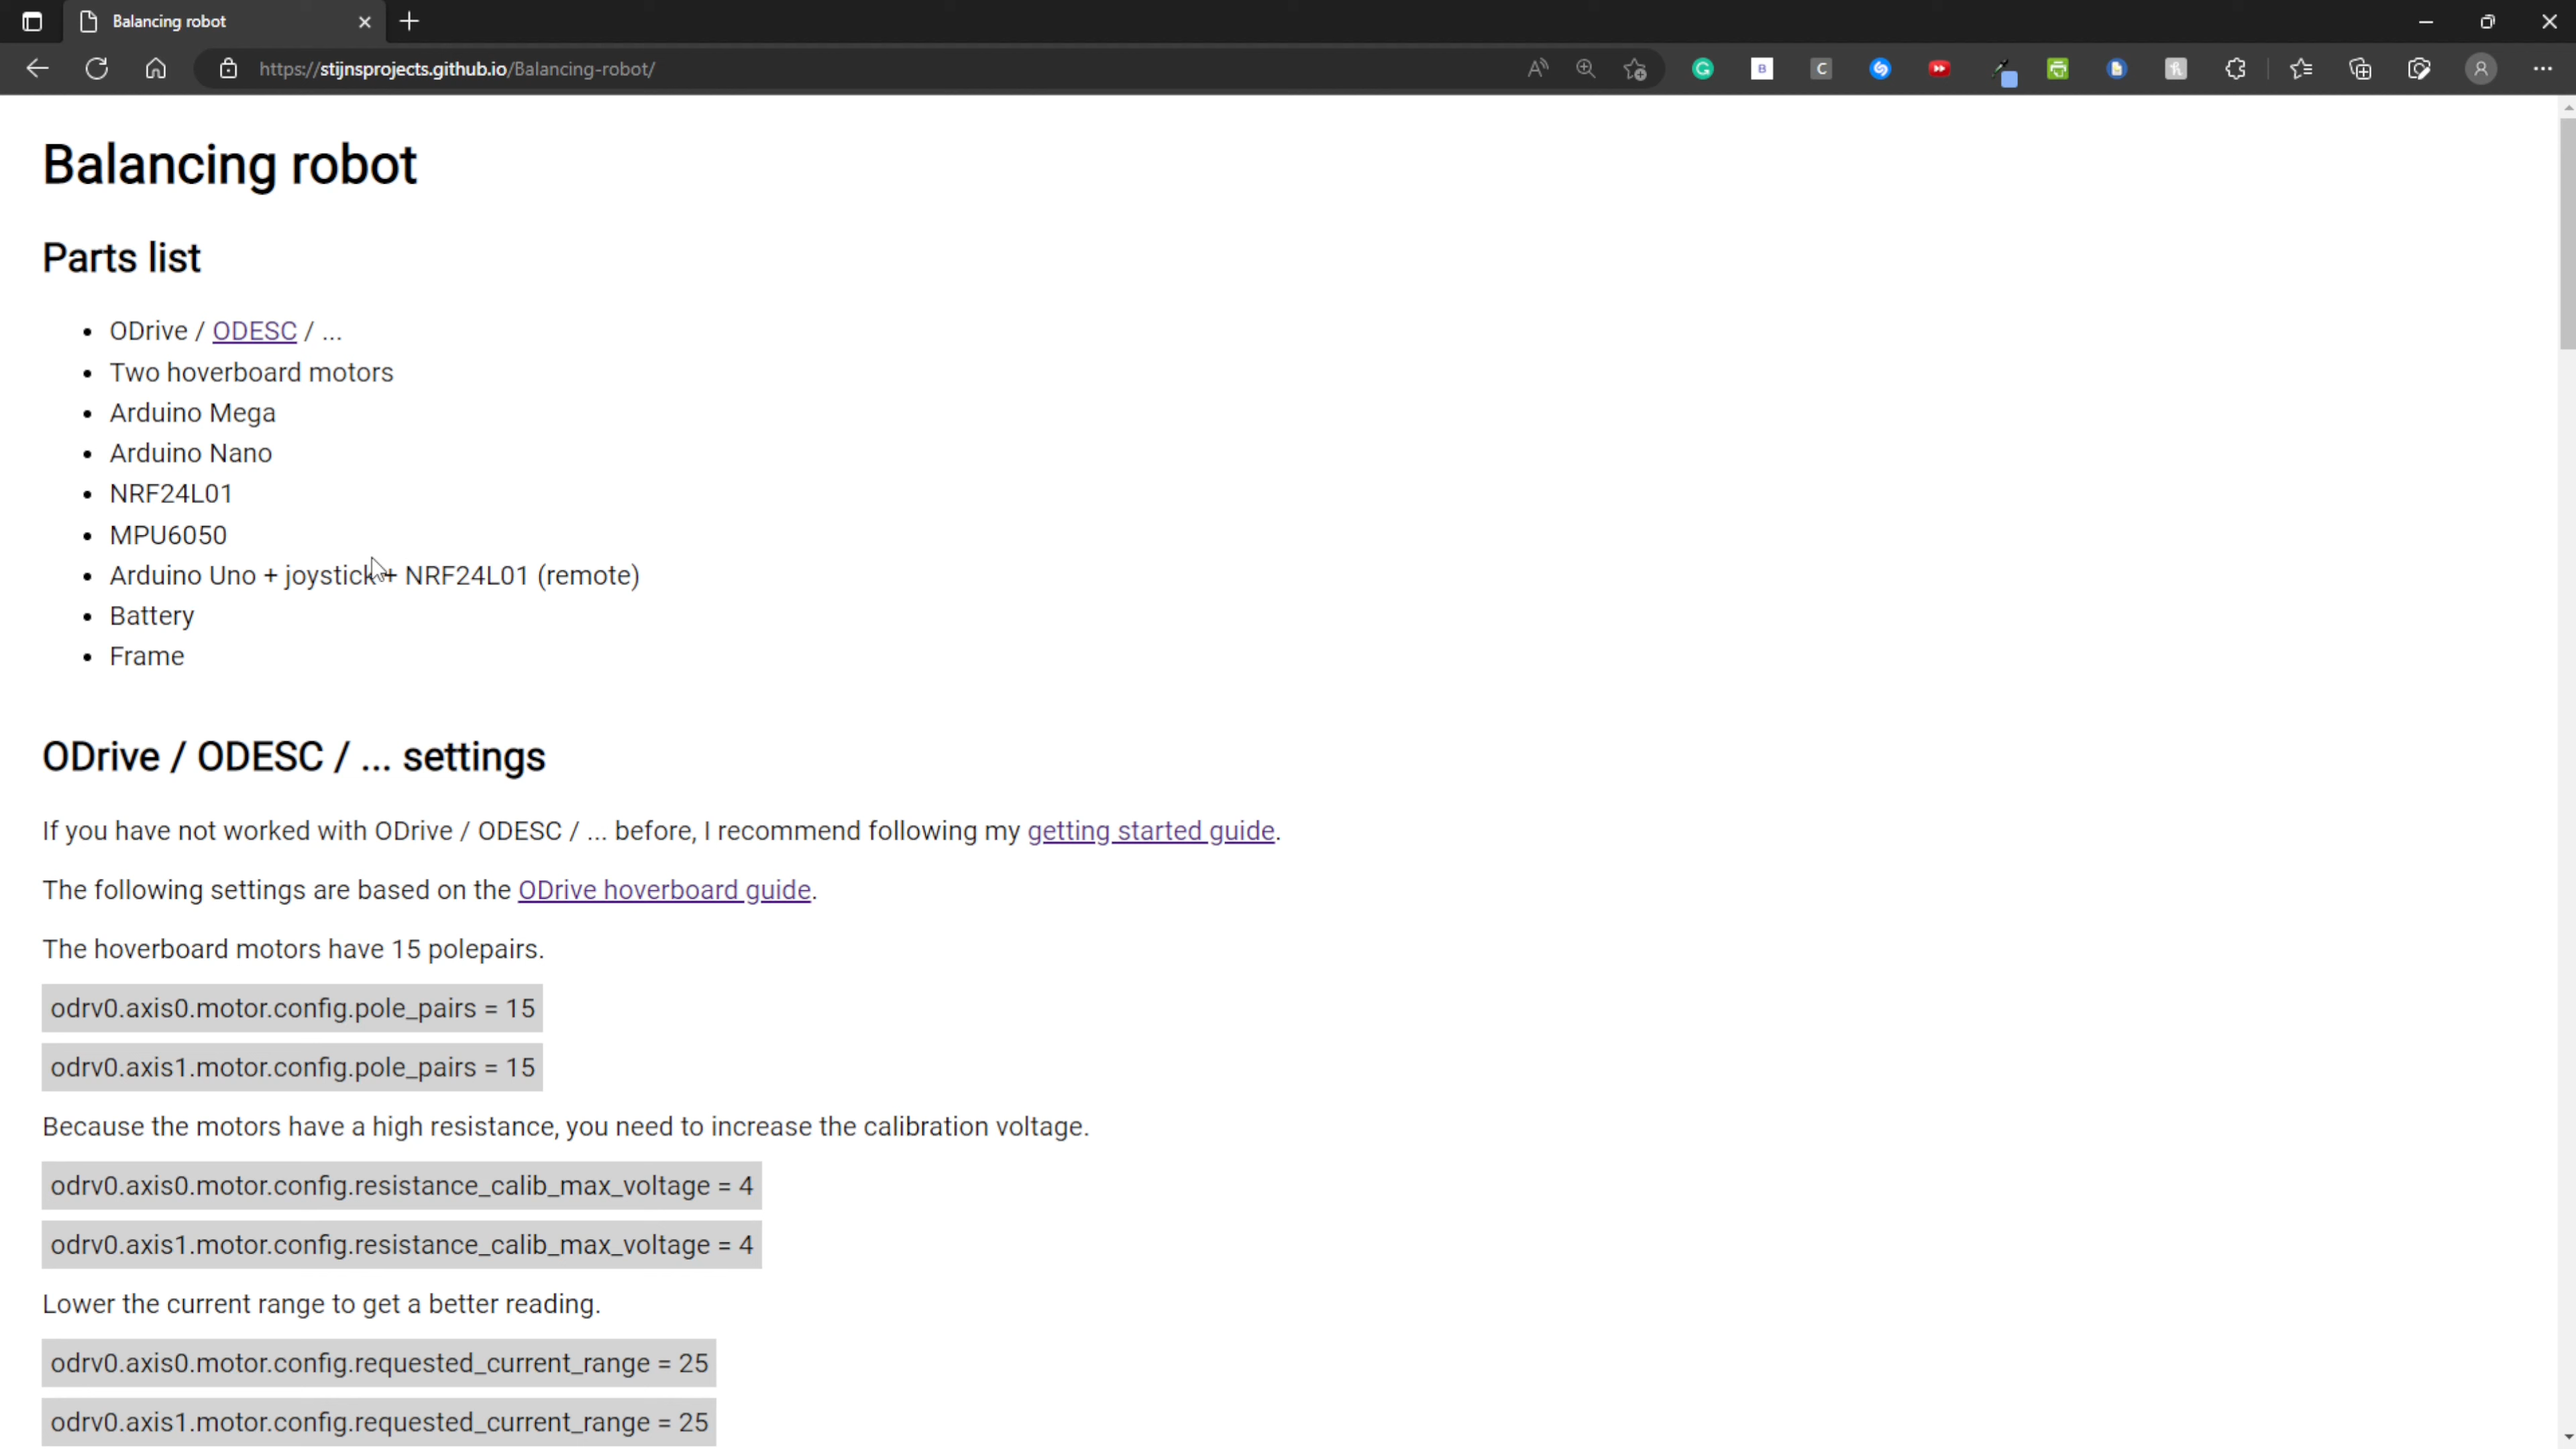 Balancing robot
https://stijnsprojects.github.io/Balancing-robot/
Balancing robot
Parts list
• ODrive / ODESC / ...
• Two hoverboard motors
• Arduino Mega
• Arduino Nano
• NRF24L01
• MPU6050
• Arduino Uno + joystick + NRF24L01 (remote)
• Battery
• Frame
ODrive / ODESC / ... settings
If you have not worked with ODrive / ODESC / ... before, I recommend following my getting started guide.
The following settings are based on the ODrive hoverboard guide.
The hoverboard motors have 15 polepairs.
odrv0.axis0.motor.config.pole_pairs = 15
odrv0.axis1.motor.config.pole_pairs = 15
Because the motors have a high resistance, you need to increase the calibration voltage.
odrv0.axis0.motor.config.resistance_calib_max_voltage = 4
odrv0.axis1.motor.config.resistance_calib_max_voltage = 4
Lower the current range to get a better reading.
odrv0.axis0.motor.config.requested_current_range = 25
odrv0.axis1.motor.config.requested_current_range = 25